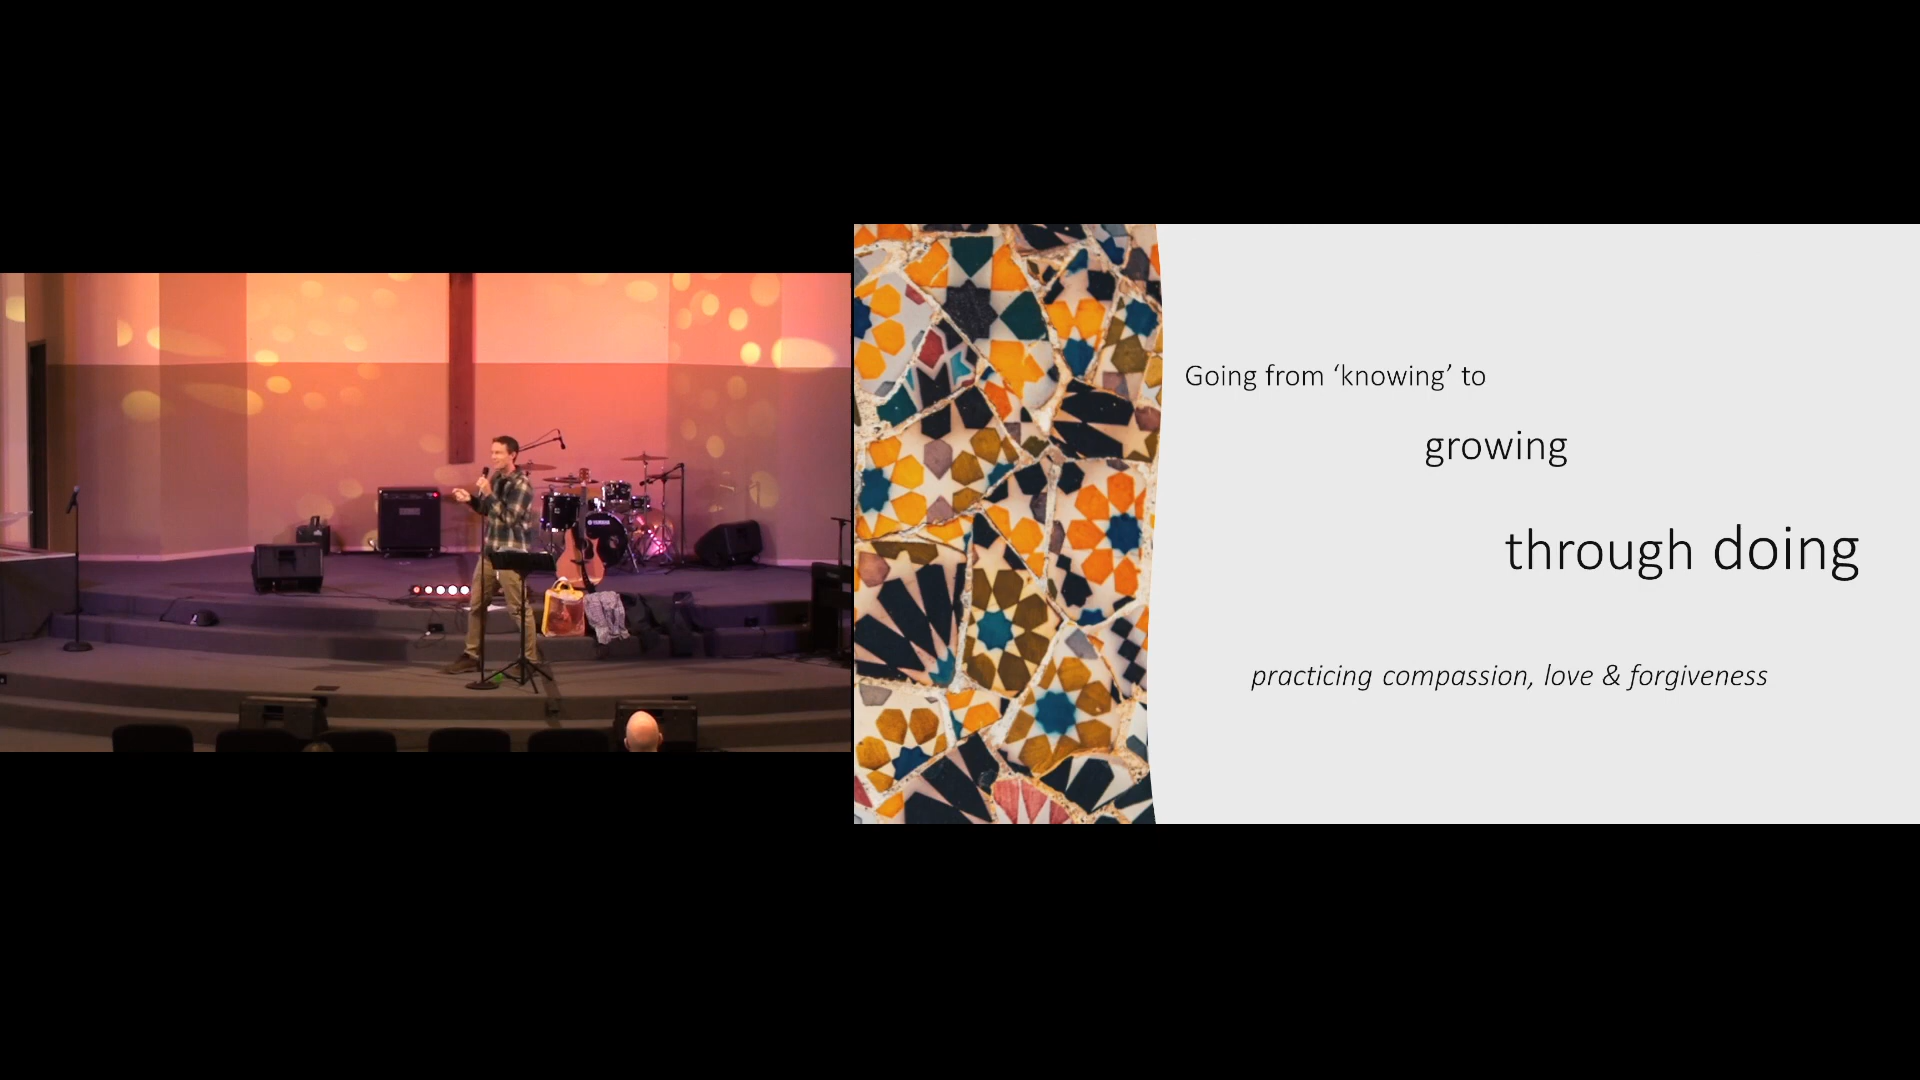 Going from ‘knowing’ to
growing
through doing
practicing compassion, love & forgiveness